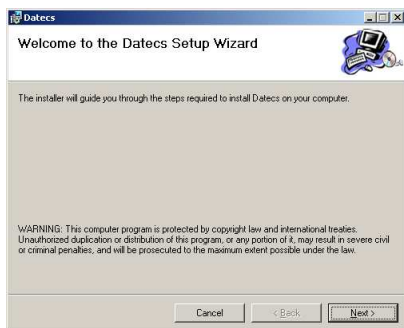 Datecs
Welcome to the Datecs Setup Wizard
The installer will guide you through the steps required to install Datecs on your computer.
WARNING: This computer program is protected by copyright law and international treaties.
Unauthorized duplication or distribution of this program, or any portion of it, may result in severe civil
or criminal penalties, and will be prosecuted to the maximum extent possible under the law.
Cancel
< Back
Next >